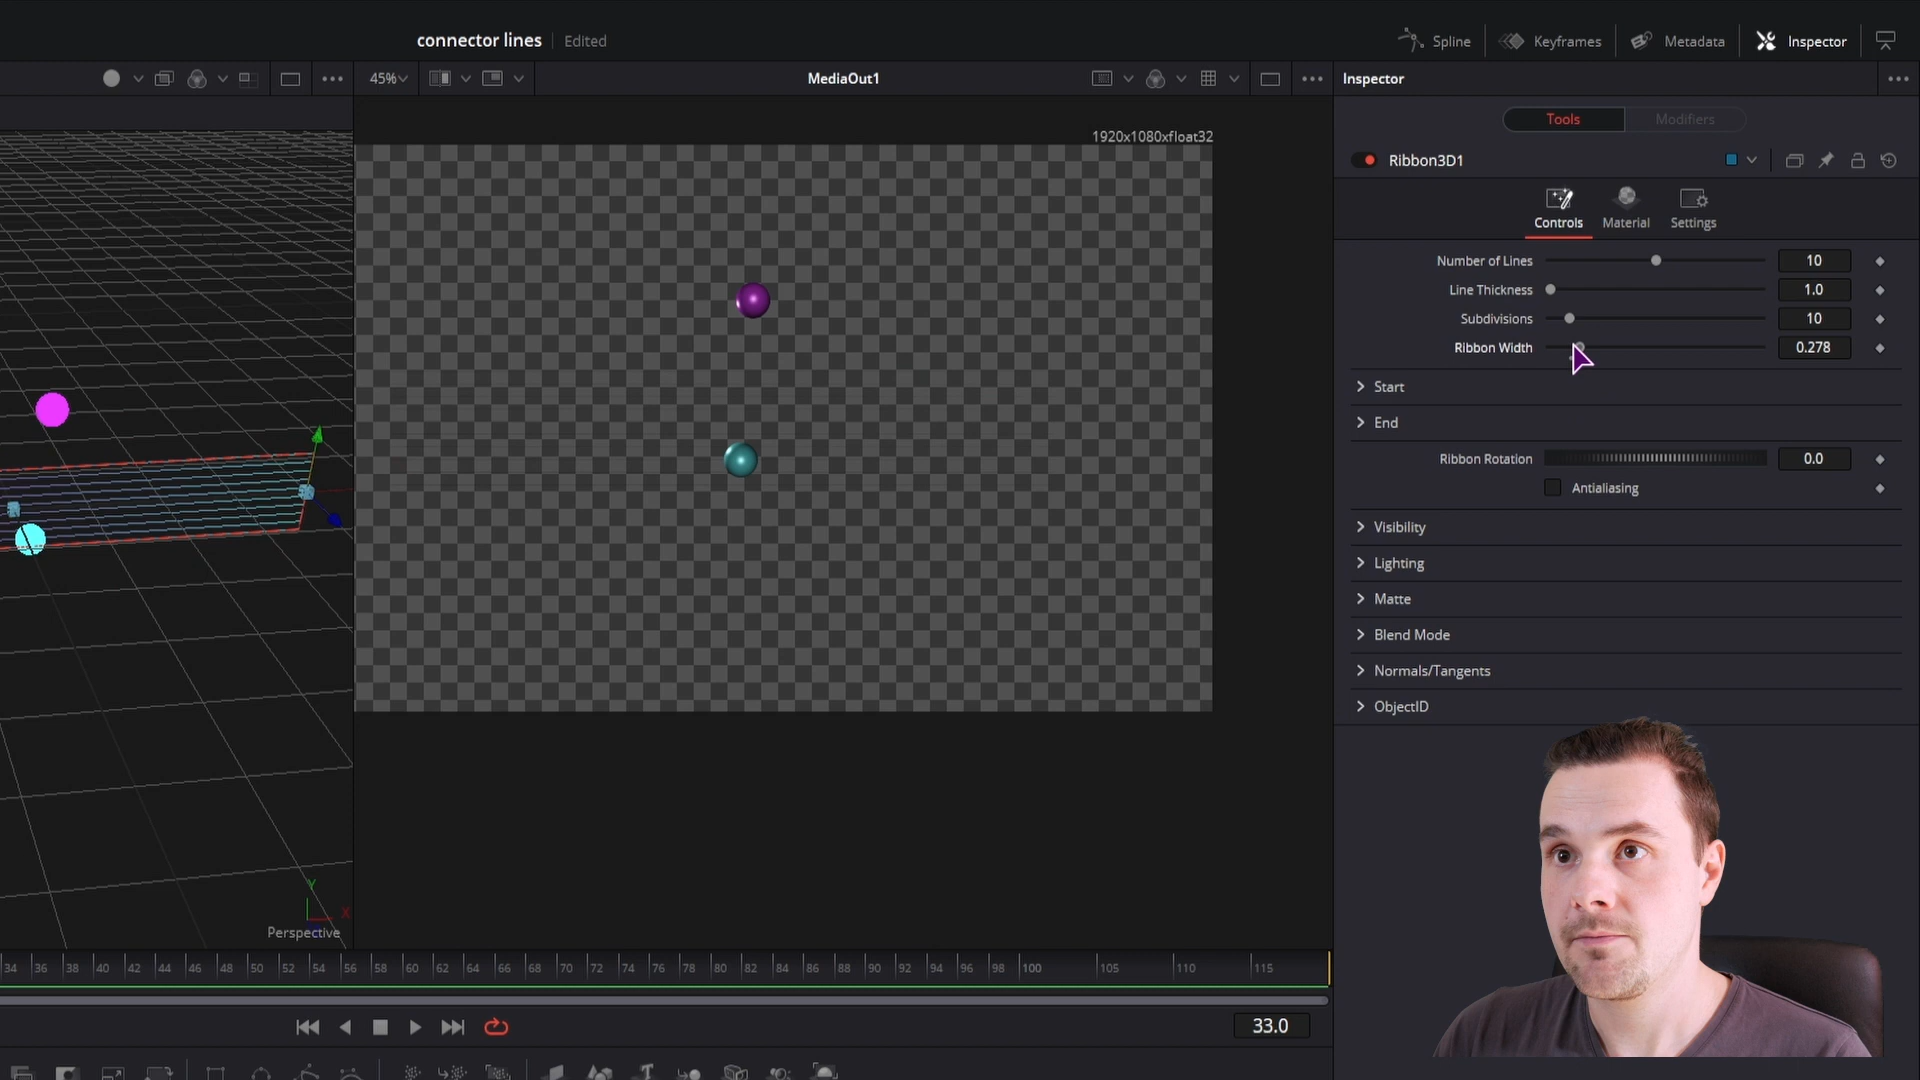 connector lines
Edited
Spline
Keyframes
Metadata
Inspector
45%
MediaOut1
Inspector
1920x1080xfloat32
Tools
Modifiers
Ribbon3D1
Controls
Material
Settings
Number of Lines
10
Line Thickness
1.0
Subdivisions
10
Ribbon Width
0.278
Start
End
Ribbon Rotation
0.0
Antialiasing
Visibility
Lighting
Matte
Blend Mode
Normals/Tangents
ObjectID
Y
X
Perspective
34 36 38 40 42 44 46 48 50 52 54 56 58 60 62 64 66 68 70 72 74 76 78 80 82 84 86 88 90 92 94 96 98 100 105 110 115
33.0